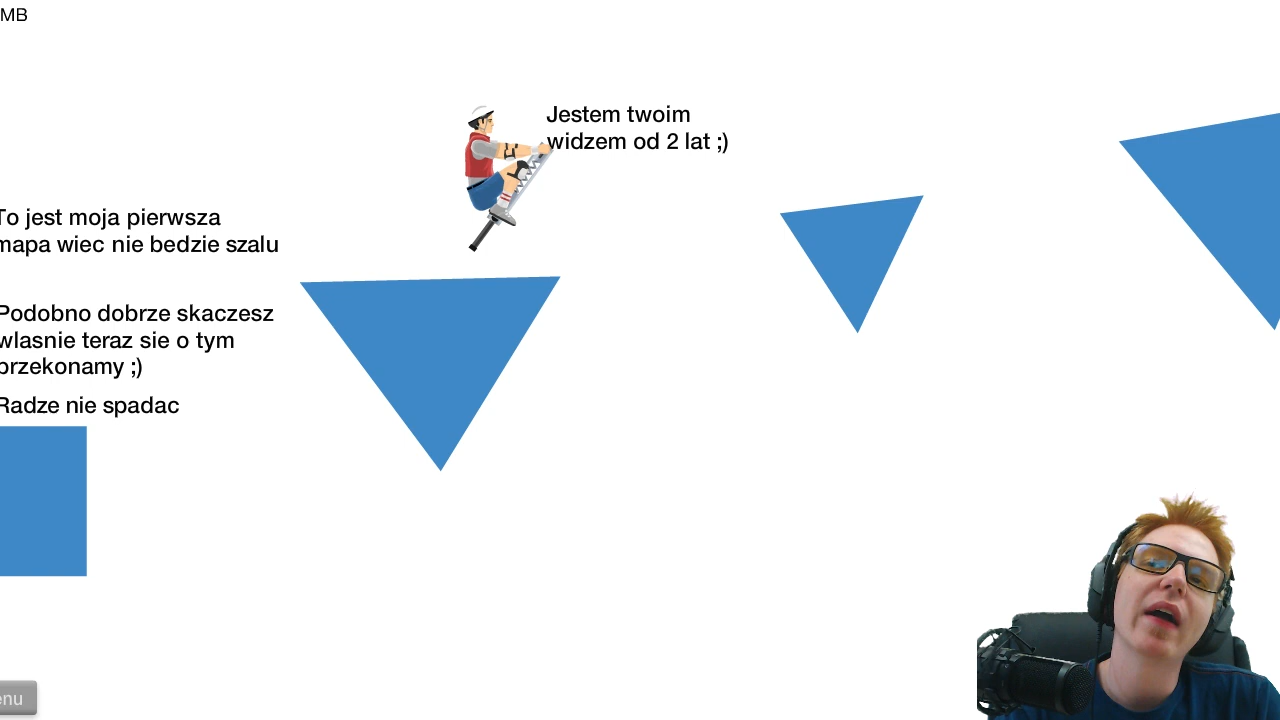 MB
Jestem twoim
widzem od 2 lat ;)
To jest moja pierwsza
mapa wiec nie bedzie szalu
Podobno dobrze skaczesz
wlasnie teraz sie o tym
przekonamy ;)
Radze nie spadac
enu